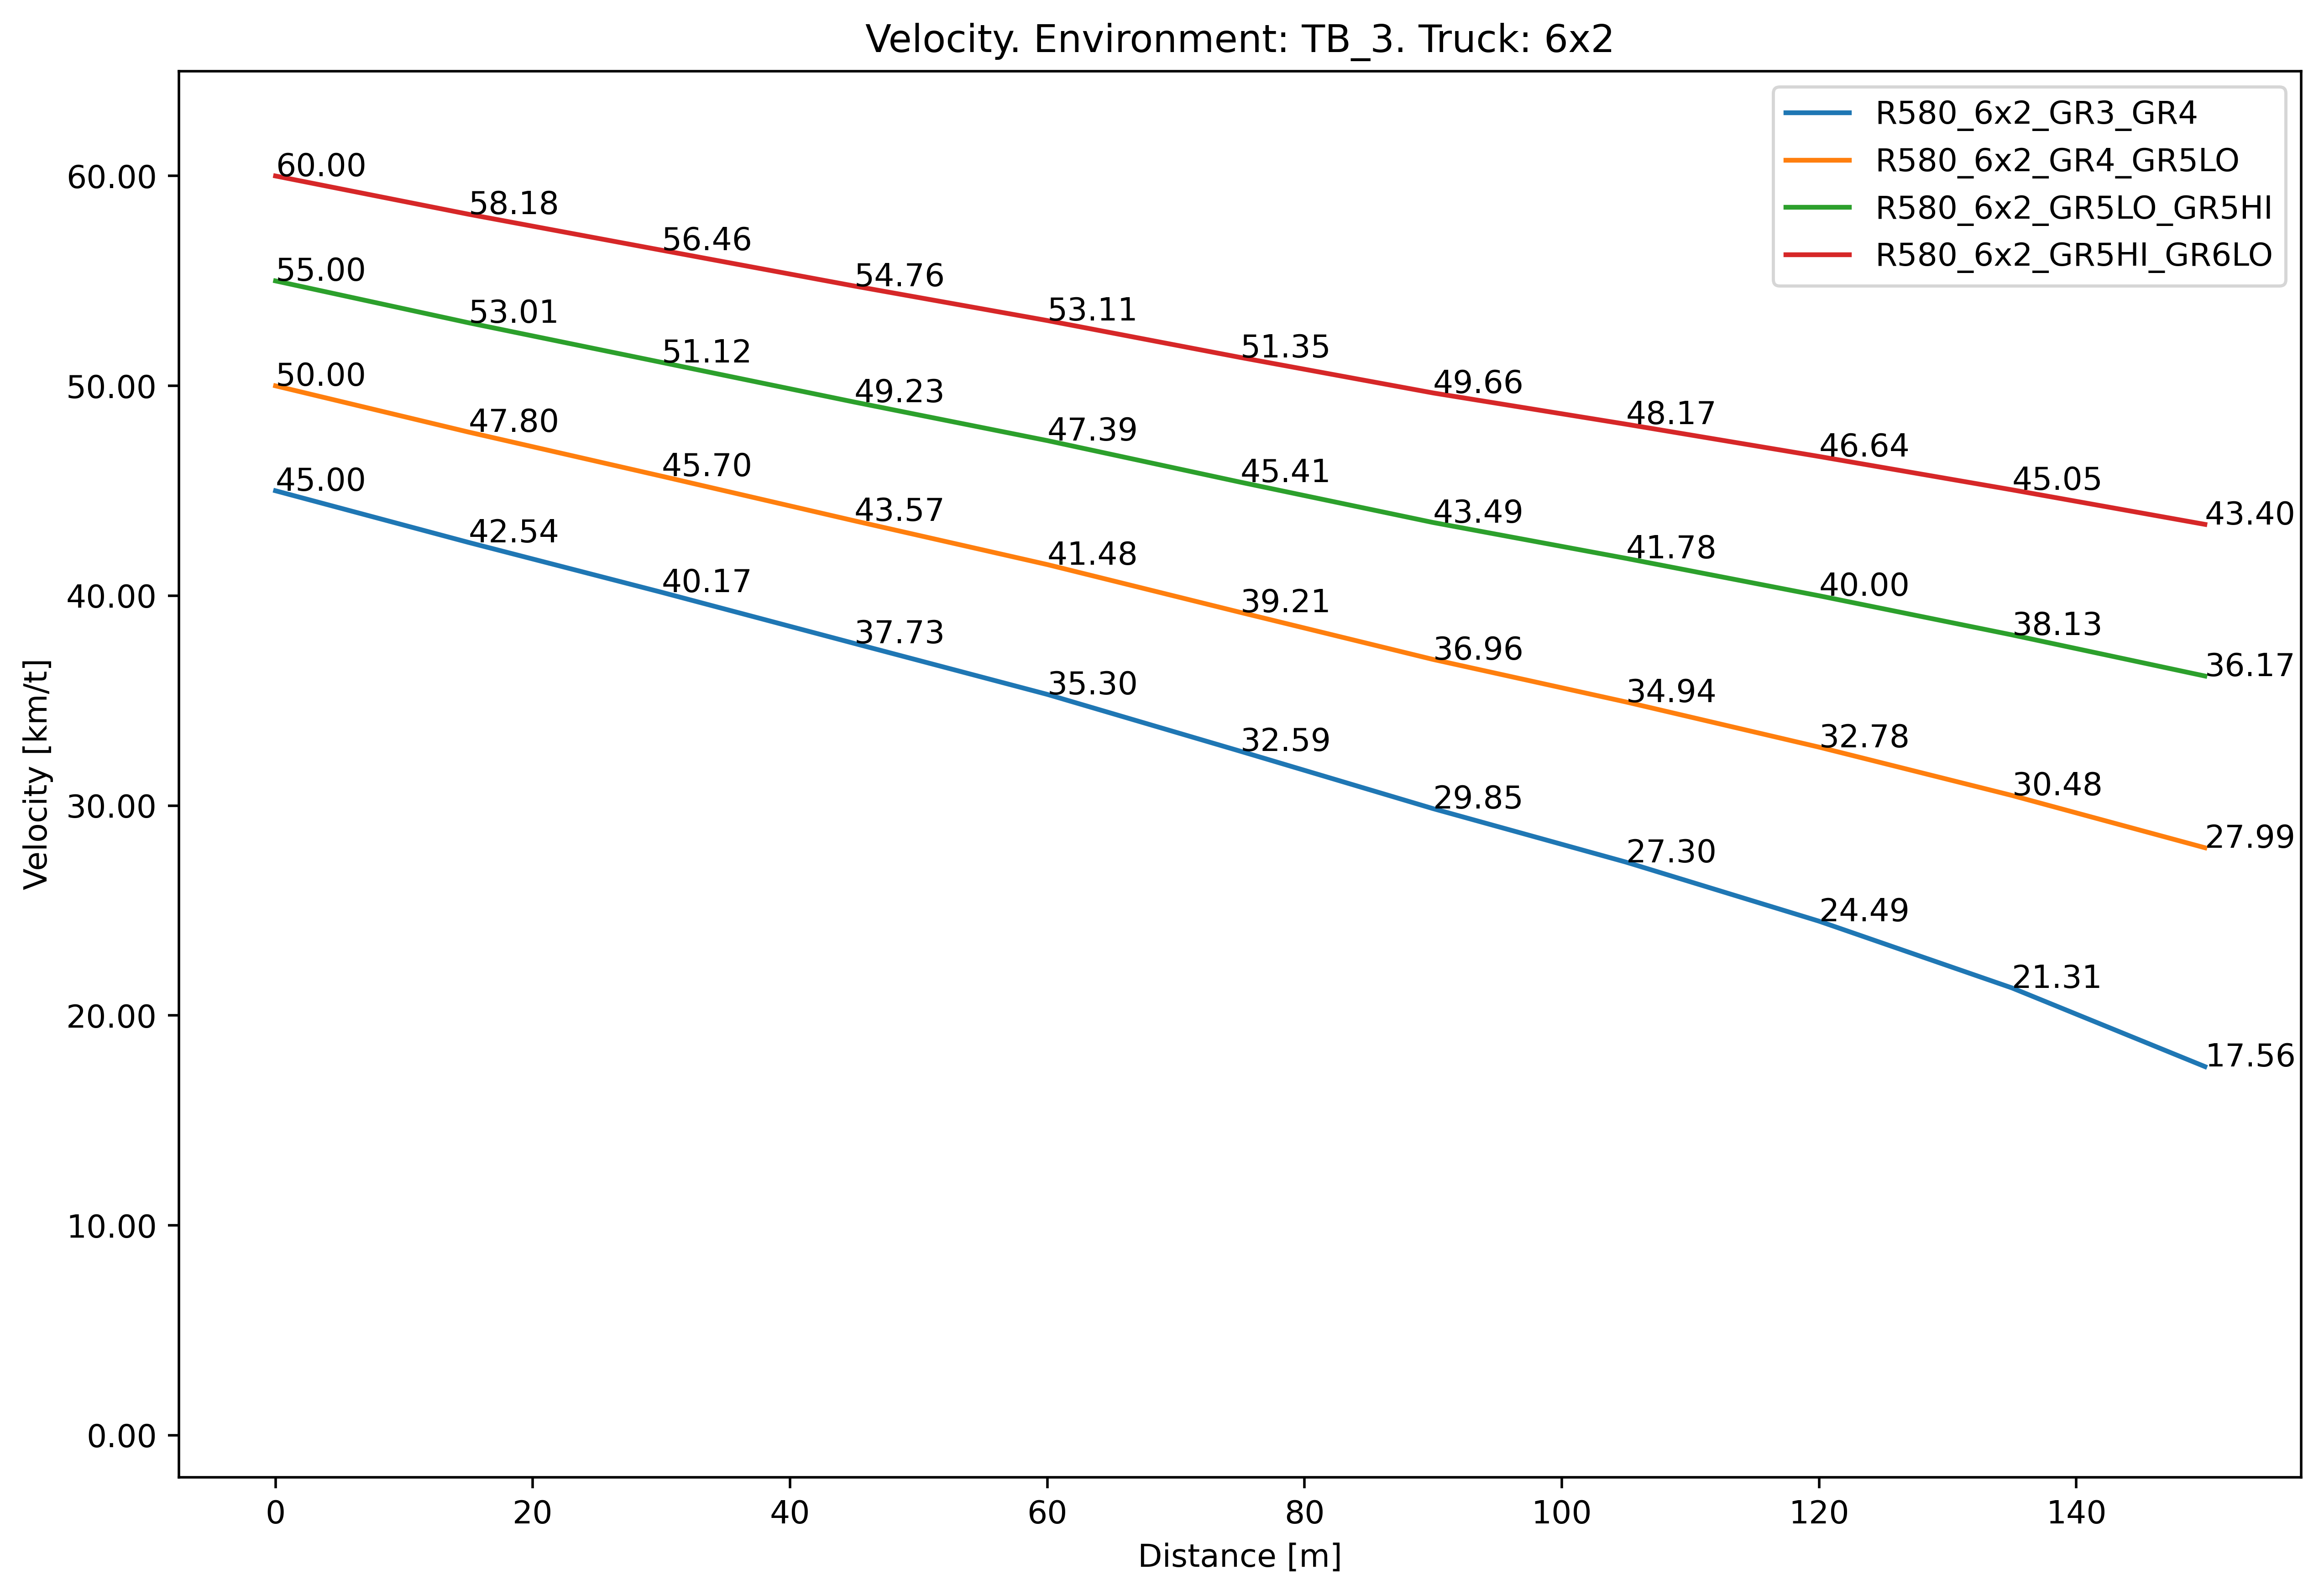 Velocity. Environment: TB_3. Truck: 6x2
R580_6x2_GR3_GR4
R580_6x2_GR4_GR5LO
R580_6x2_GR5LO_GR5HI
R580_6x2_GR5HI_GR6LO
Velocity [km/t]
60.00
50.00
40.00
30.00
20.00
10.00
0.00
60.00 58.18 56.46 54.76 53.11 51.35 49.66 48.17 46.64 45.05 43.40
55.00 53.01 51.12 49.23 47.39 45.41 43.49 41.78 40.00 38.13 36.17
50.00 47.80 45.70 43.57 41.48 39.21 36.96 34.94 32.78 30.48 27.99
45.00 42.54 40.17 37.73 35.30 32.59 29.85 27.30 24.49 21.31 17.56
0 20 40 60 80 100 120 140
Distance [m]